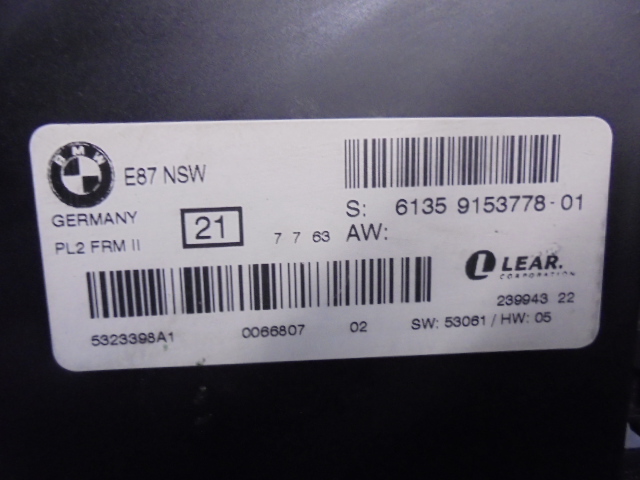 BMW
E87 NSW
GERMANY
PL2 FRM II
21
7 7 63
S: 6135 9153778-01
AW:
LEAR.
CORPORATION
239943 22
5323398A1 0066807 02 SW: 53061 / HW: 05